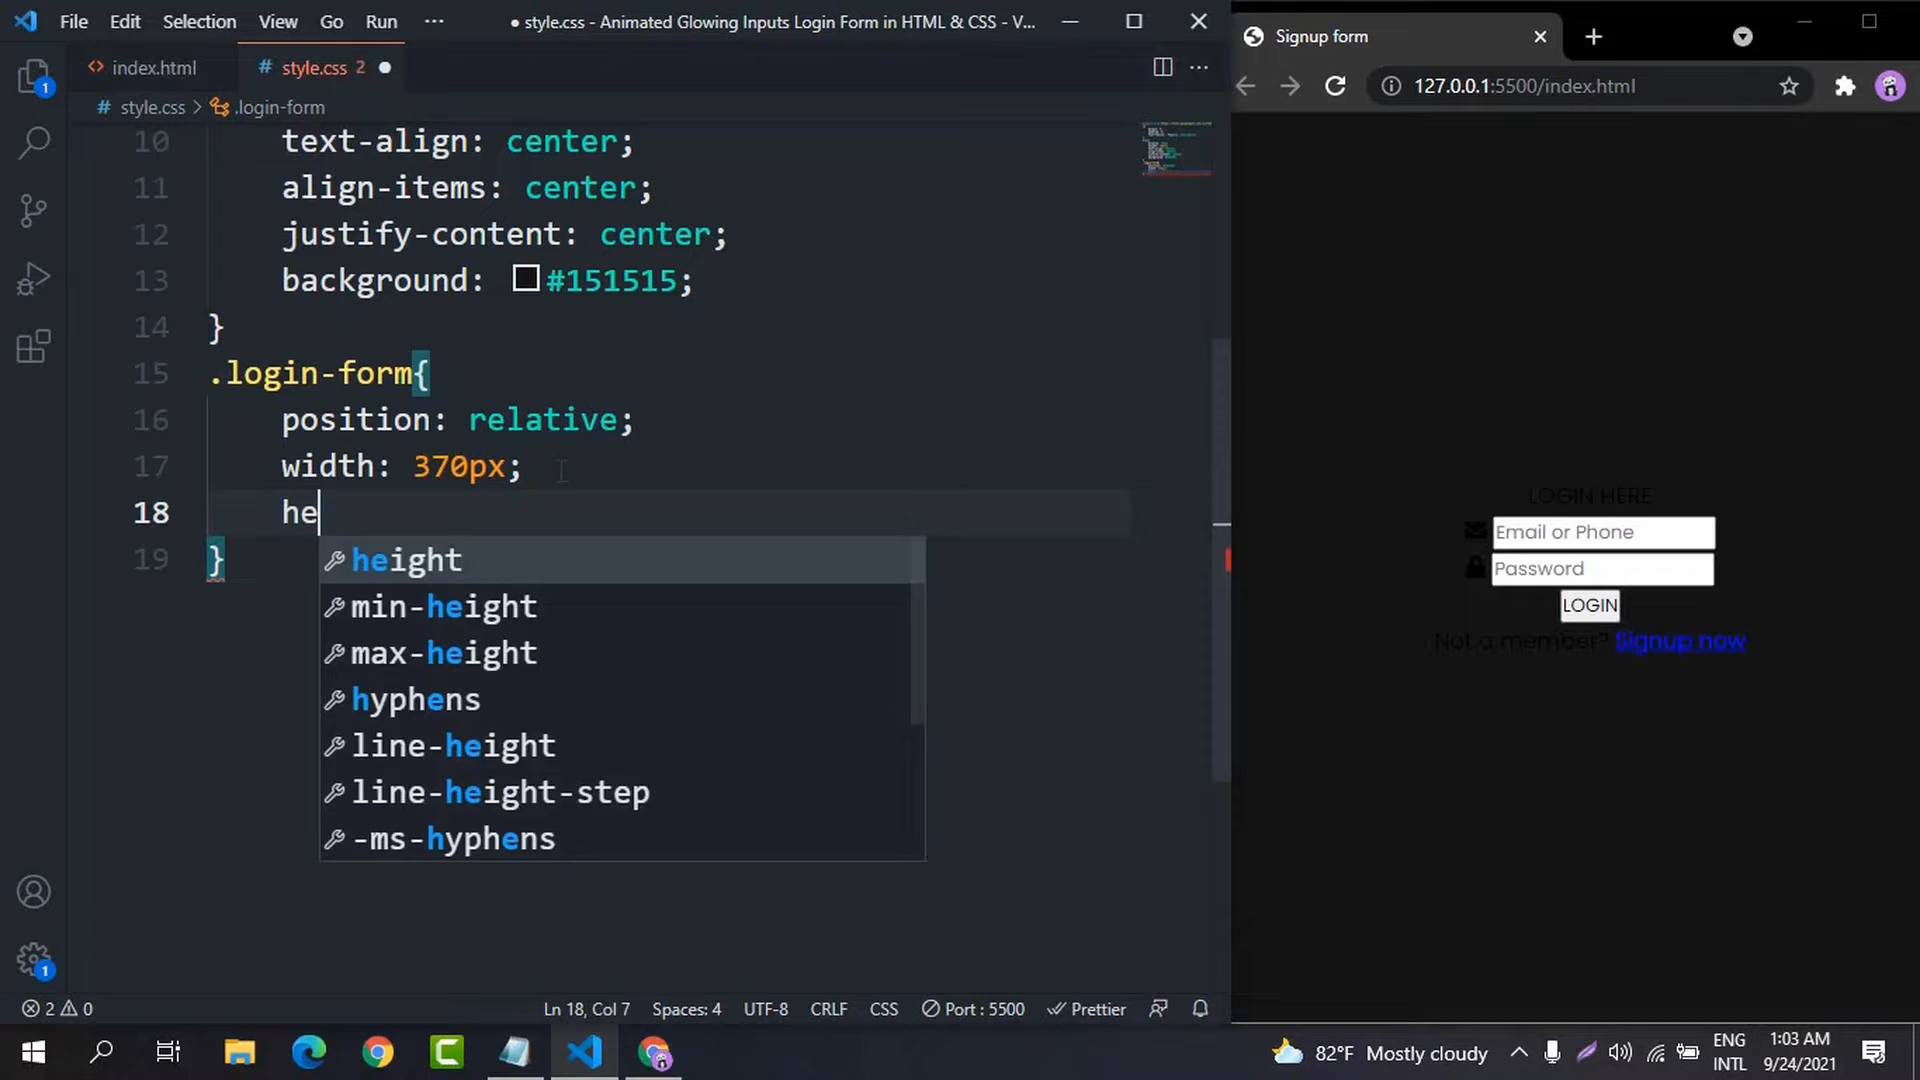 File Edit Selection View Go Run ··· ● style.css - Animated Glowing Inputs Login Form in HTML & CSS - V...
Signup form
index.html # style.css 2
127.0.0.1:5500/index.html
# style.css > .login-form
10 text-align: center;
11 align-items: center;
12 justify-content: center;
13 background: #151515;
14 }
15 .login-form{
16 position: relative;
17 width: 370px;
18 he
19 }
height
min-height
max-height
hyphens
line-height
line-height-step
-ms-hyphens
LOGIN HERE
Email or Phone
Password
LOGIN
Not a member? Signup now
1
1
2 0 Ln 18, Col 7 Spaces: 4 UTF-8 CRLF CSS Port : 5500 Prettier
82°F Mostly cloudy
ENG
INTL
1:03 AM
9/24/2021